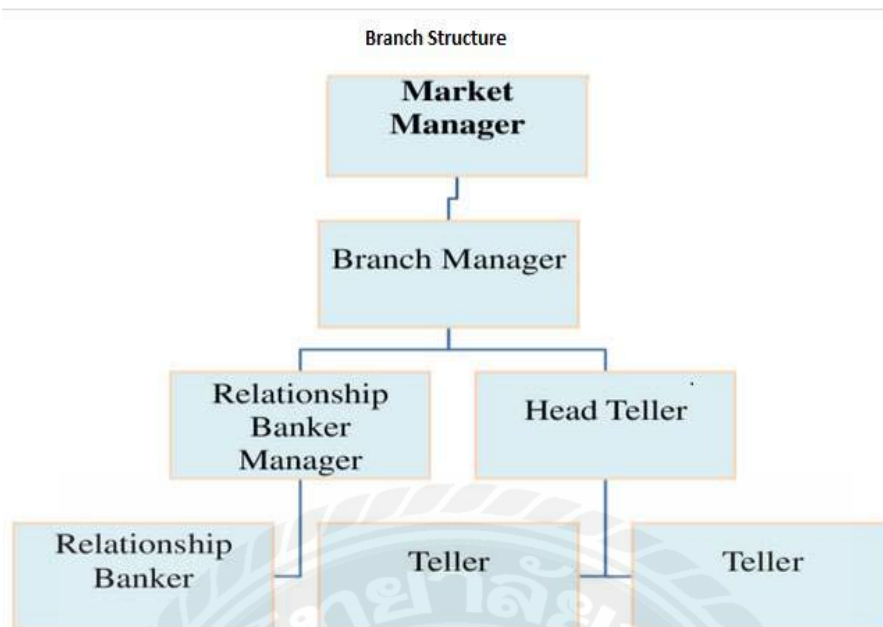 Branch Structure
Market
Manager
Branch Manager
Relationship
Banker
Manager
Head Teller
Relationship
Banker
Teller
Teller